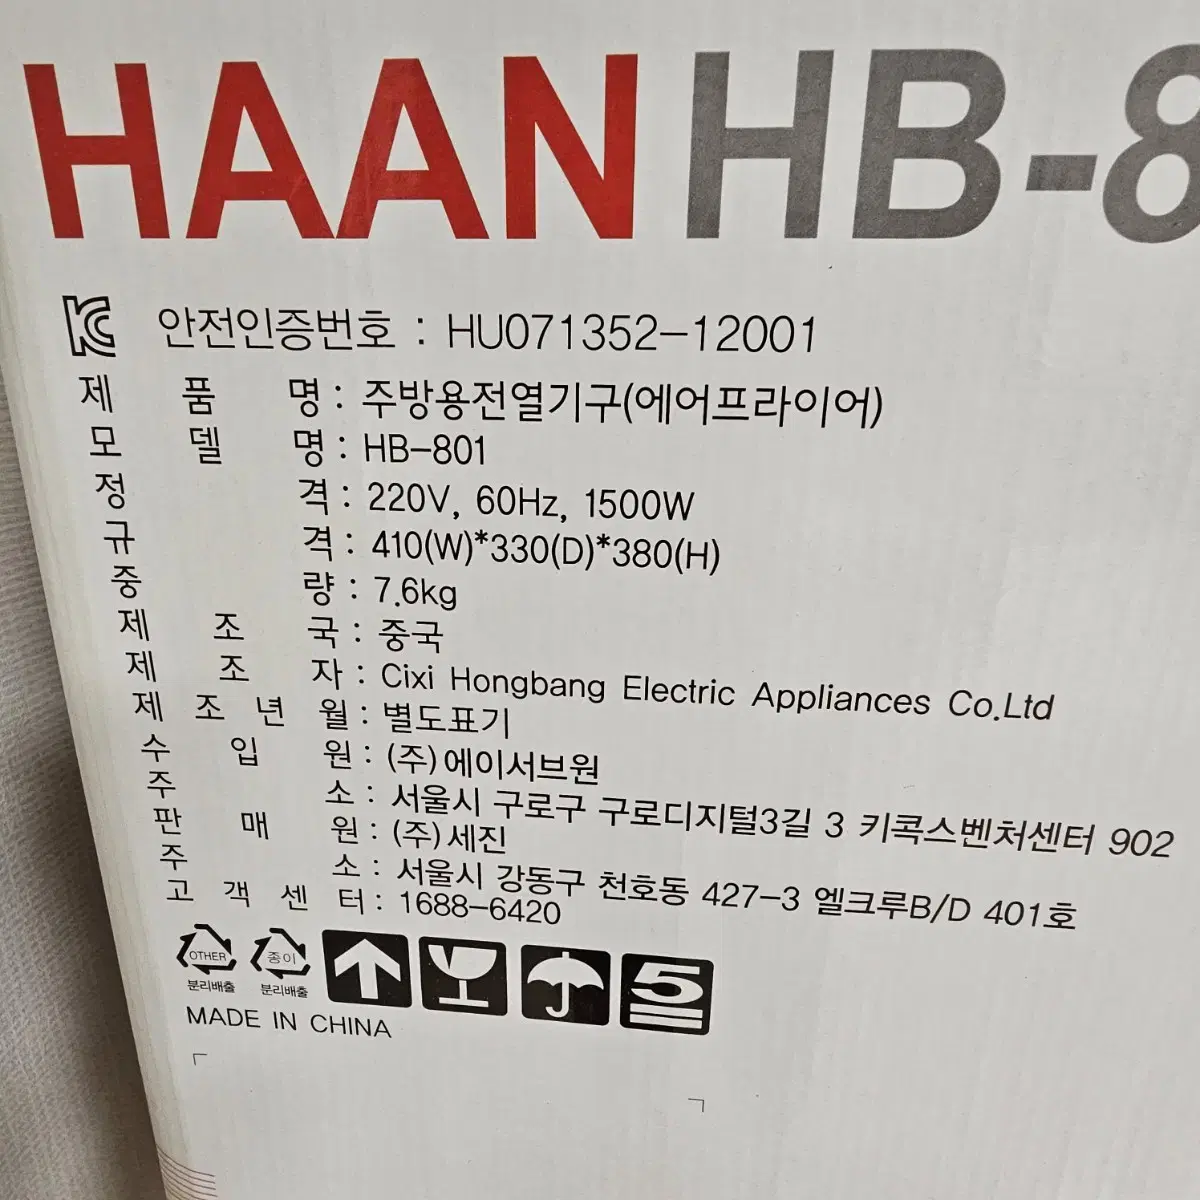 HAAN HB-8
KC 안전인증번호 : HU071352-12001
제 품 명 : 주방용전열기구(에어프라이어)
모 델 명 : HB-801
정 격 : 220V, 60Hz, 1500W
규 격 : 410(W)*330(D)*380(H)
중 량 : 7.6kg
제 조 국 : 중국
제 조 자 : Cixi Hongbang Electric Appliances Co.Ltd
제 조 년 월 : 별도표기
수 입 원 : (주)에이서브원
주 소 : 서울시 구로구 구로디지털3길 3 키콕스벤처센터 902
판 매 원 : (주)세진
주 소 : 서울시 강동구 천호동 427-3 엘크루B/D 401호
고 객 센 터 : 1688-6420
OTHER 종이 5
분리배출 분리배출
MADE IN CHINA